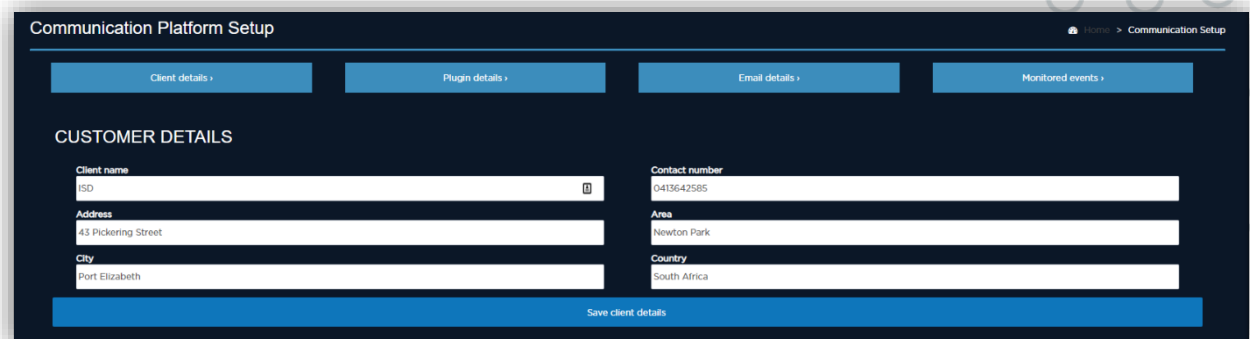 Communication Platform Setup
Home > Communication Setup
Client details ›
Plugin details ›
Email details ›
Monitored events ›
CUSTOMER DETAILS
Client name
Contact number
ISD
0413642585
Address
Area
43 Pickering Street
Newton Park
City
Country
Port Elizabeth
South Africa
Save client details